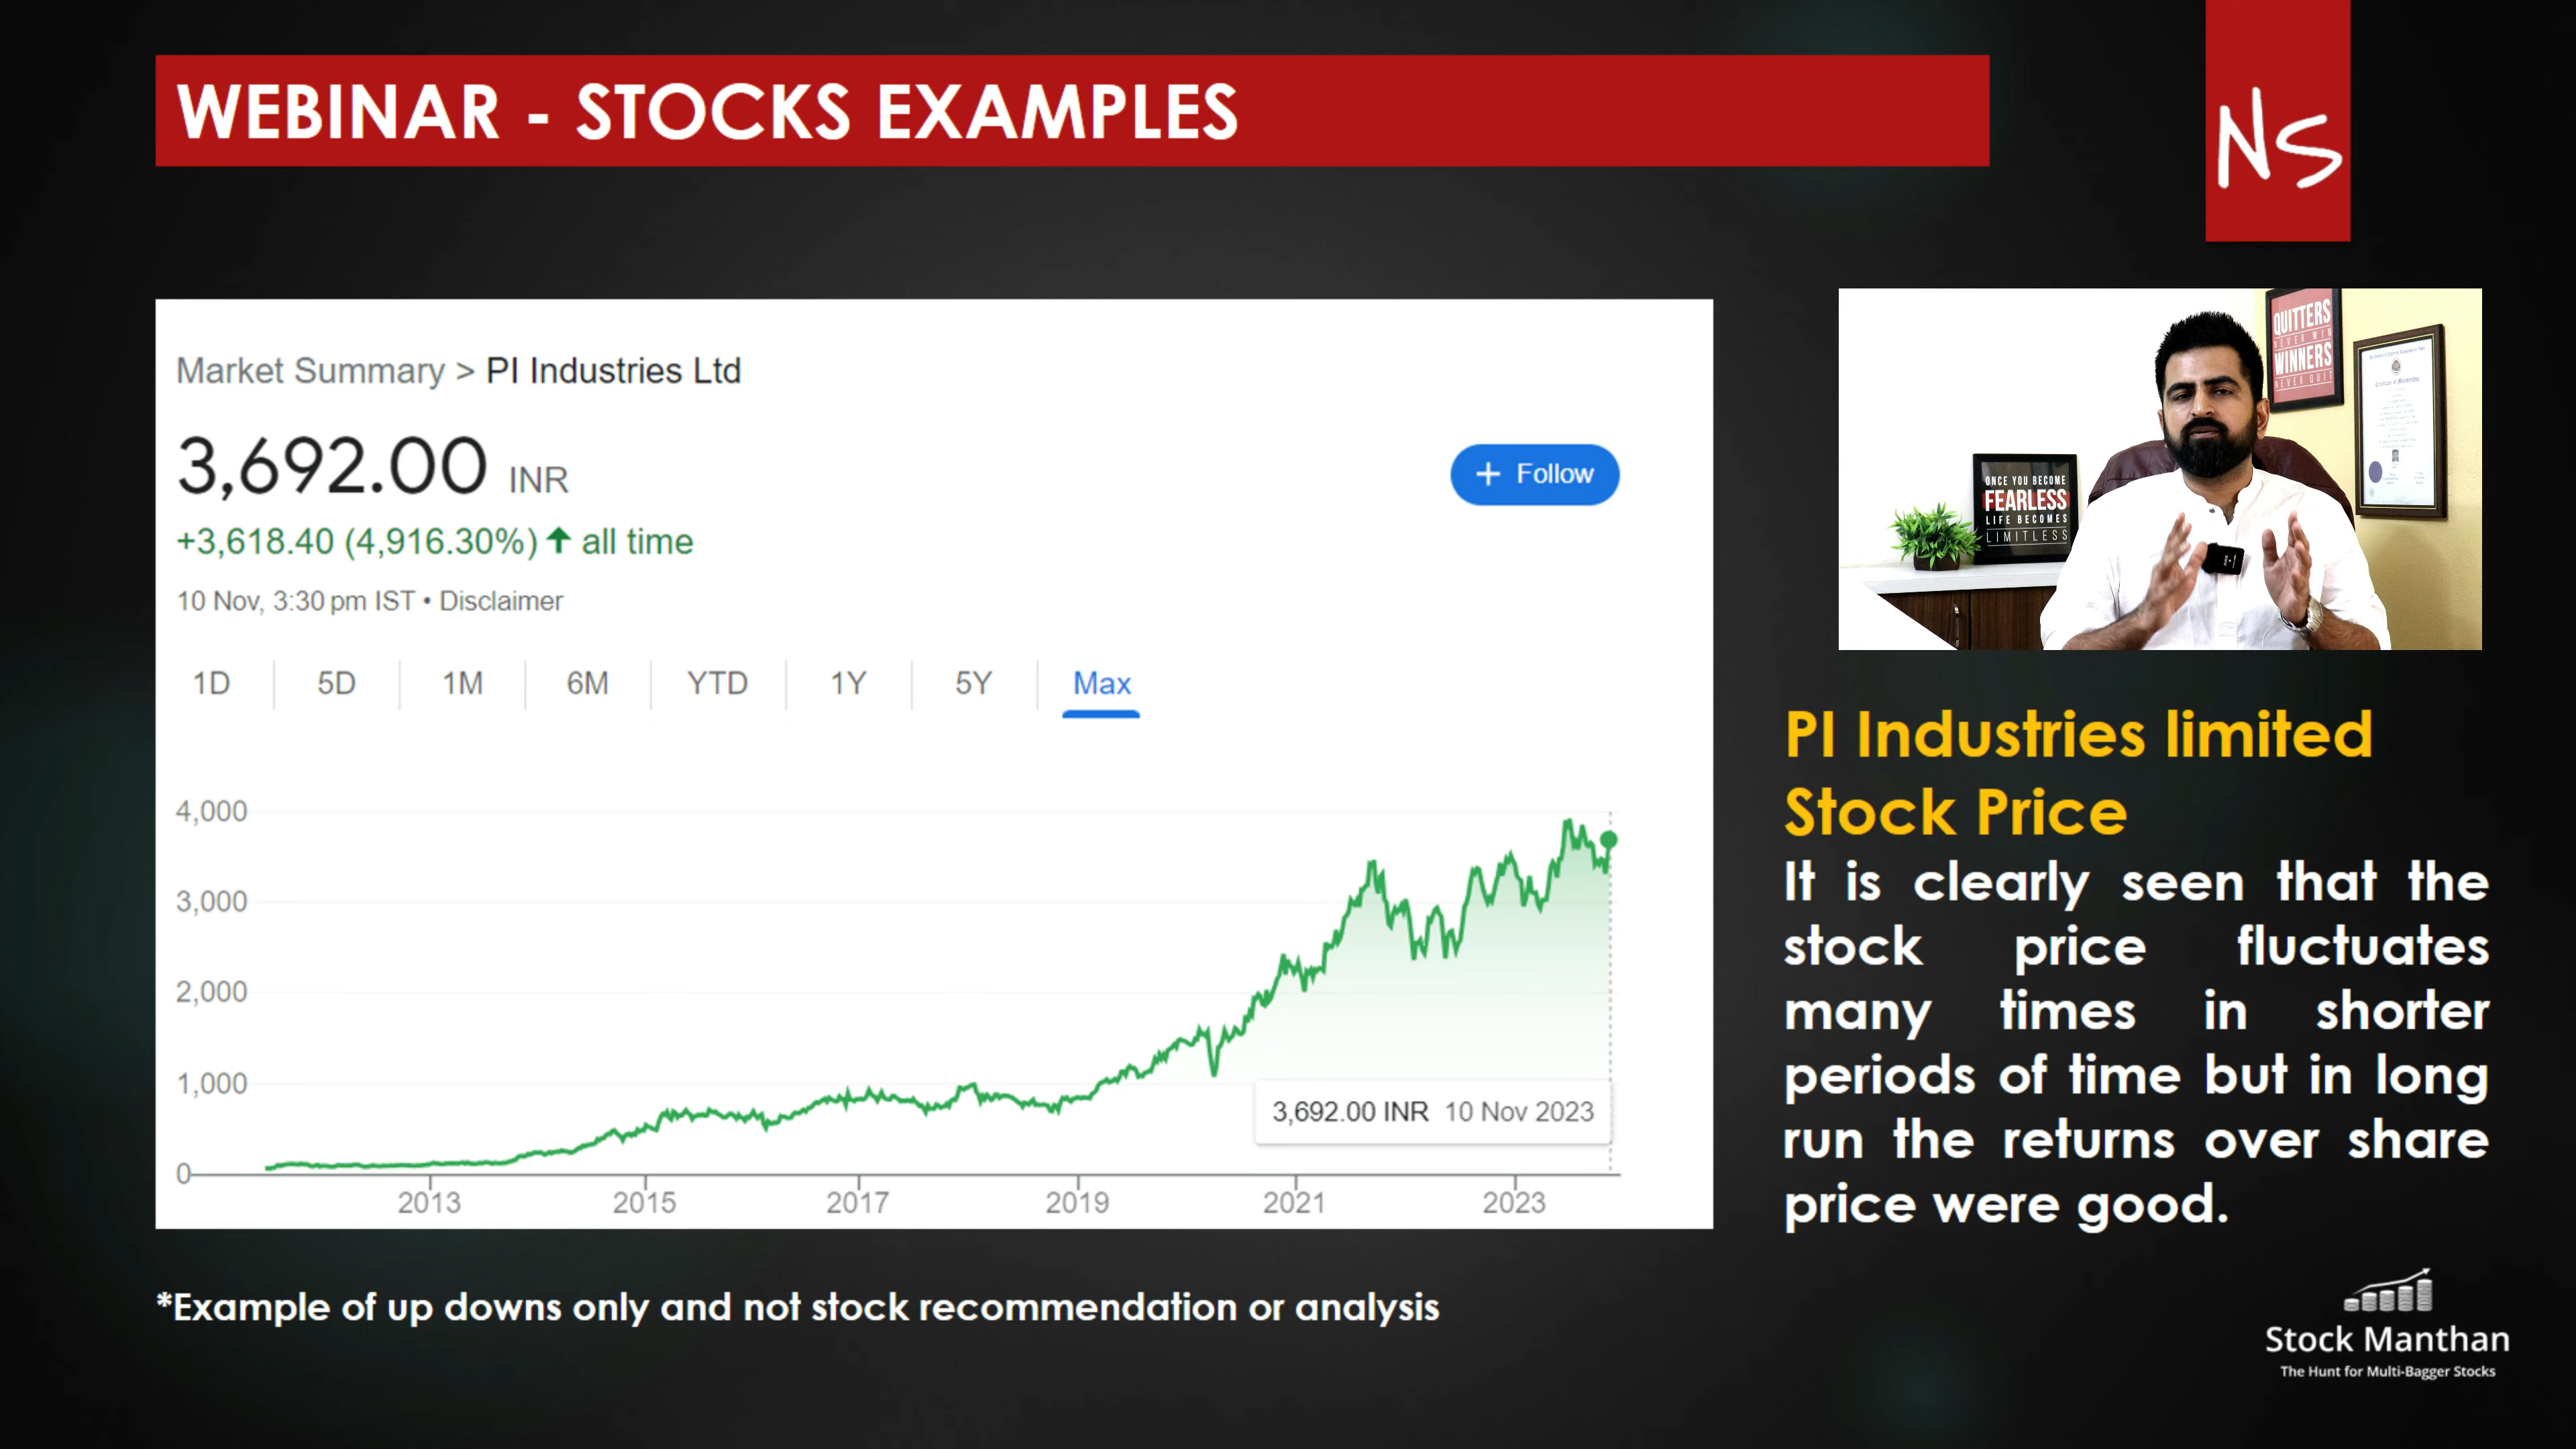 WEBINAR - STOCKS EXAMPLES
NS
Market Summary > PI Industries Ltd
3,692.00 INR
+ Follow
+3,618.40 (4,916.30%) ↑ all time
10 Nov, 3:30 pm IST • Disclaimer
1D 5D 1M 6M YTD 1Y 5Y Max
4,000
3,000
2,000
1,000
0
3,692.00 INR 10 Nov 2023
2013 2015 2017 2019 2021 2023
QUITTERS
NEVER WIN
WINNERS
NEVER QUIT
ONCE YOU BECOME
FEARLESS
LIFE BECOMES
LIMITLESS
PI Industries limited
Stock Price
It is clearly seen that the
stock price fluctuates
many times in shorter
periods of time but in long
run the returns over share
price were good.
*Example of up downs only and not stock recommendation or analysis
Stock Manthan
The Hunt for Multi-Bagger Stocks